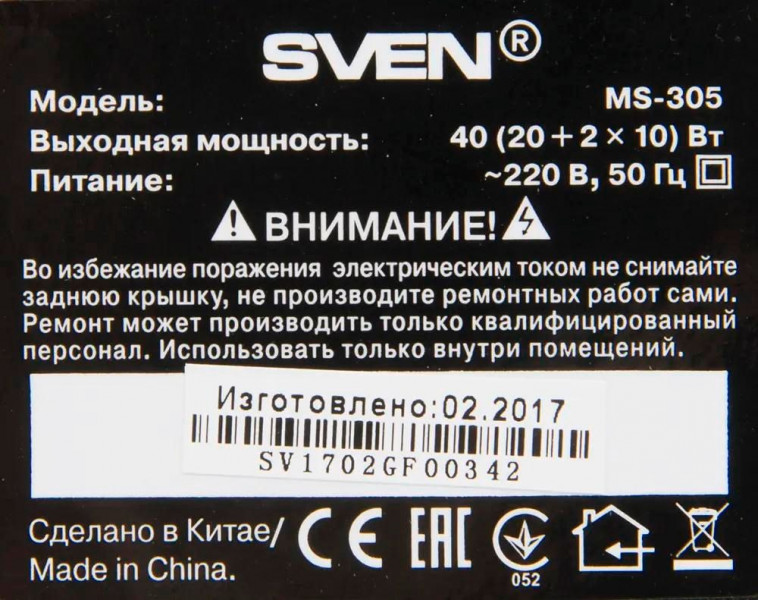 SVEN®
Модель: MS-305
Выходная мощность: 40 (20 + 2 × 10) Вт
Питание: ~220 В, 50 Гц
ВНИМАНИЕ!
Во избежание поражения электрическим током не снимайте
заднюю крышку, не производите ремонтных работ сами.
Ремонт может производить только квалифицированный
персонал. Использовать только внутри помещений.
Изготовлено:02.2017
SV1702GF00342
Сделано в Китае/
Made in China.
CE EAC
052